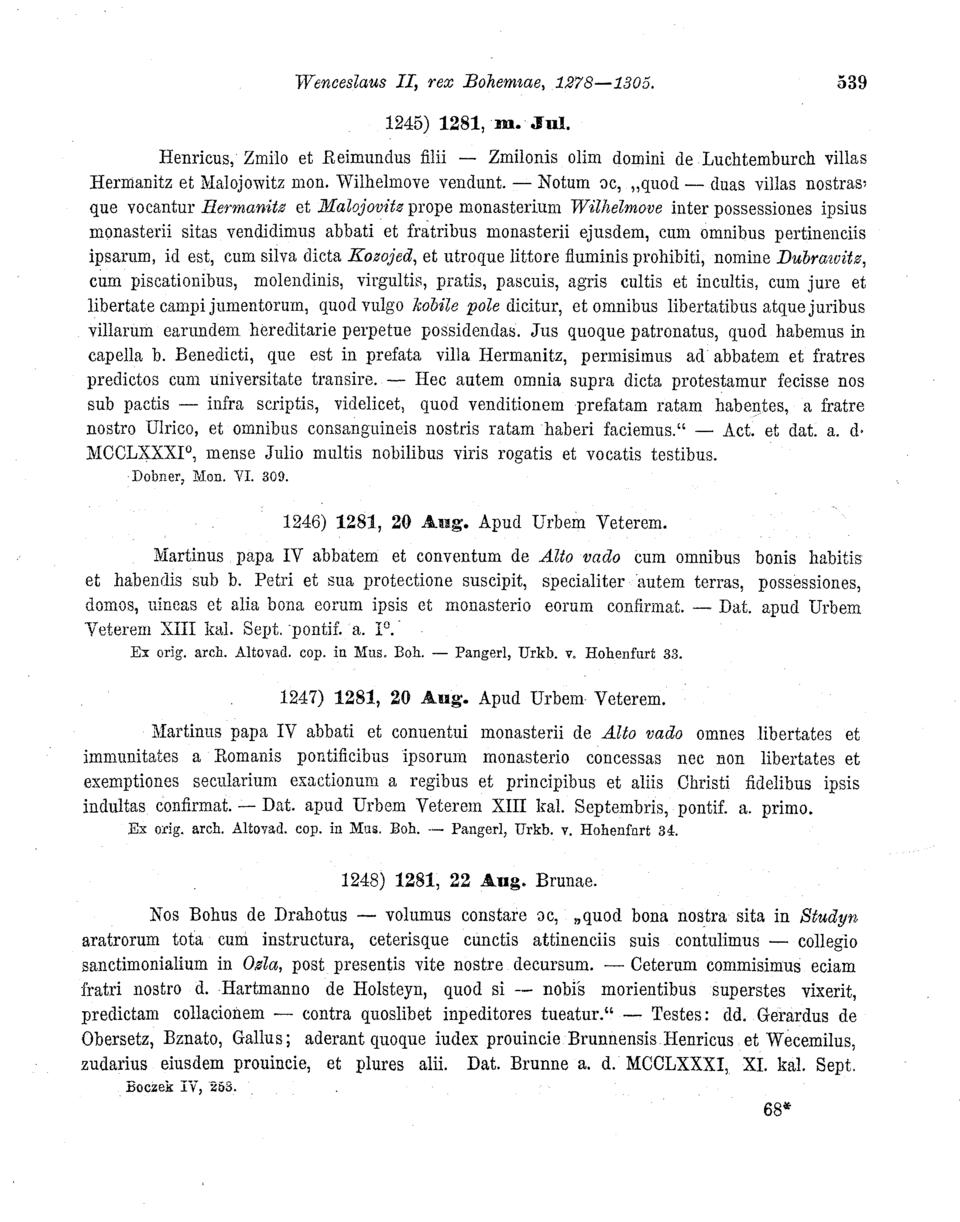 Wenceslaus II, rex Bohemiae, 1278—1305. 539
1245) 1281, m. Jul.
Henricus, Zmilo et Reimundus filii — Zmilonis olim domini de Luchtemburch villas
Hermanitz et Malojowitz mon. Wilhelmove vendunt. — Notum ꝛc, „quod — duas villas nostras,
que vocantur Hermanitz et Malojovitz prope monasterium Wilhelmove inter possessiones ipsius
monasterii sitas vendidimus abbati et fratribus monasterii ejusdem, cum omnibus pertinenciis
ipsarum, id est, cum silva dicta Kozojed, et utroque littore fluminis prohibiti, nomine Dubrawitz,
cum piscationibus, molendinis, virgultis, pratis, pascuis, agris cultis et incultis, cum jure et
libertate campi jumentorum, quod vulgo kobile pole dicitur, et omnibus libertatibus atque juribus
villarum earundem hereditarie perpetue possidendas. Jus quoque patronatus, quod habemus in
capella b. Benedicti, que est in prefata villa Hermanitz, permisimus ad abbatem et fratres
predictos cum universitate transire. — Hec autem omnia supra dicta protestamur fecisse nos
sub pactis — infra scriptis, videlicet, quod venditionem prefatam ratam habentes, a fratre
nostro Ulrico, et omnibus consanguineis nostris ratam haberi faciemus.“ — Act. et dat. a. d.
MCCLXXXI⁰, mense Julio multis nobilibus viris rogatis et vocatis testibus.
Dobner, Mon. VI. 309.
1246) 1281, 20 Aug. Apud Urbem Veterem.
Martinus papa IV abbatem et conventum de Alto vado cum omnibus bonis habitis
et habendis sub b. Petri et sua protectione suscipit, specialiter autem terras, possessiones,
domos, uineas et alia bona eorum ipsis et monasterio eorum confirmat. — Dat. apud Urbem
Veterem XIII kal. Sept. pontif. a. I⁰.
Ex orig. arch. Altovad. cop. in Mus. Boh. — Pangerl, Urkb. v. Hohenfurt 33.
1247) 1281, 20 Aug. Apud Urbem Veterem.
Martinus papa IV abbati et conuentui monasterii de Alto vado omnes libertates et
immunitates a Romanis pontificibus ipsorum monasterio concessas nec non libertates et
exemptiones secularium exactionum a regibus et principibus et aliis Christi fidelibus ipsis
indultas confirmat. — Dat. apud Urbem Veterem XIII kal. Septembris, pontif. a. primo.
Ex orig. arch. Altovad. cop. in Mus. Boh. — Pangerl, Urkb. v. Hohenfurt 34.
1248) 1281, 22 Aug. Brunae.
Nos Bohus de Drahotus — volumus constare ꝛc, „quod bona nostra sita in Studyn
aratrorum tota cum instructura, ceterisque cunctis attinenciis suis contulimus — collegio
sanctimonialium in Ozla, post presentis vite nostre decursum. — Ceterum commisimus eciam
fratri nostro d. Hartmanno de Holsteyn, quod si — nobis morientibus superstes vixerit,
predictam collacionem — contra quoslibet inpeditores tueatur.“ — Testes: dd. Gerardus de
Obersetz, Bznato, Gallus; aderant quoque iudex prouincie Brunnensis Henricus et Wecemilus,
zudarius eiusdem prouincie, et plures alii. Dat. Brunne a. d. MCCLXXXI, XI. kal. Sept.
Boczek IV, 253.
68*